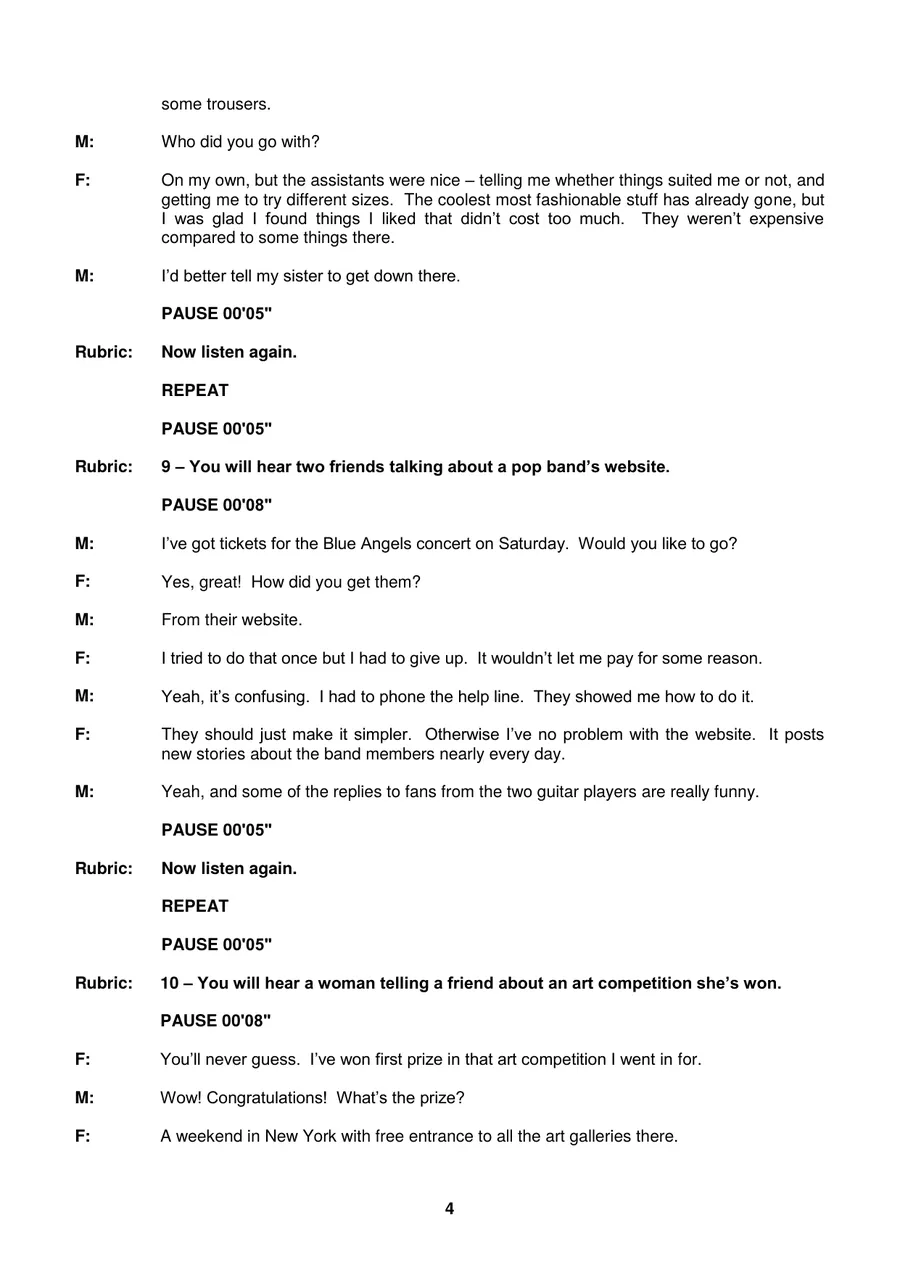 some trousers.
M: Who did you go with?
F: On my own, but the assistants were nice – telling me whether things suited me or not, and
getting me to try different sizes.  The coolest most fashionable stuff has already gone, but
I was glad I found things I liked that didn’t cost too much.  They weren’t expensive
compared to some things there.
M: I’d better tell my sister to get down there.
PAUSE 00'05"
Rubric: Now listen again.
REPEAT
PAUSE 00'05"
Rubric: 9 – You will hear two friends talking about a pop band’s website.
PAUSE 00'08"
M: I’ve got tickets for the Blue Angels concert on Saturday.  Would you like to go?
F: Yes, great!  How did you get them?
M: From their website.
F: I tried to do that once but I had to give up.  It wouldn’t let me pay for some reason.
M: Yeah, it’s confusing.  I had to phone the help line.  They showed me how to do it.
F: They should just make it simpler.  Otherwise I’ve no problem with the website.  It posts
new stories about the band members nearly every day.
M: Yeah, and some of the replies to fans from the two guitar players are really funny.
PAUSE 00'05"
Rubric: Now listen again.
REPEAT
PAUSE 00'05"
Rubric: 10 – You will hear a woman telling a friend about an art competition she’s won.
PAUSE 00'08"
F: You’ll never guess.  I’ve won first prize in that art competition I went in for.
M: Wow! Congratulations!  What’s the prize?
F: A weekend in New York with free entrance to all the art galleries there.
4